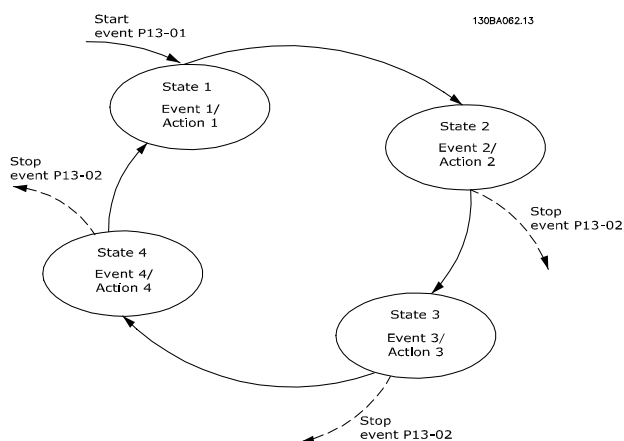 Start
event P13-01
130BA062.13
State 1
Event 1/
Action 1
State 2
Event 2/
Action 2
Stop
event P13-02
Stop
event P13-02
State 4
Event 4/
Action 4
State 3
Event 3/
Action 3
Stop
event P13-02